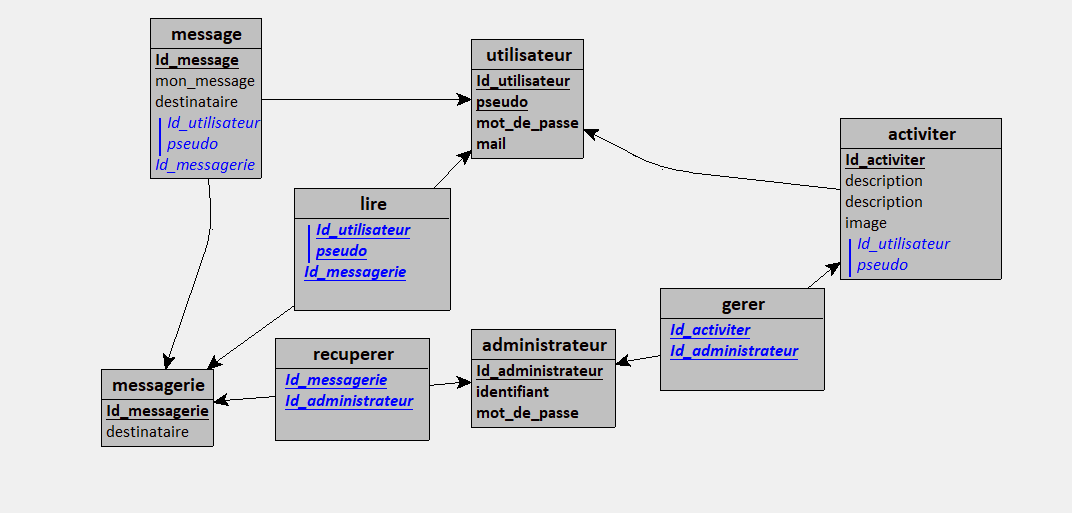 message
Id_message
mon_message
destinataire
Id_utilisateur
pseudo
Id_messagerie
utilisateur
Id_utilisateur
pseudo
mot_de_passe
mail
activiter
Id_activiter
description
description
image
Id_utilisateur
pseudo
lire
Id_utilisateur
pseudo
Id_messagerie
gerer
Id_activiter
Id_administrateur
recuperer
Id_messagerie
Id_administrateur
administrateur
Id_administrateur
identifiant
mot_de_passe
messagerie
Id_messagerie
destinataire